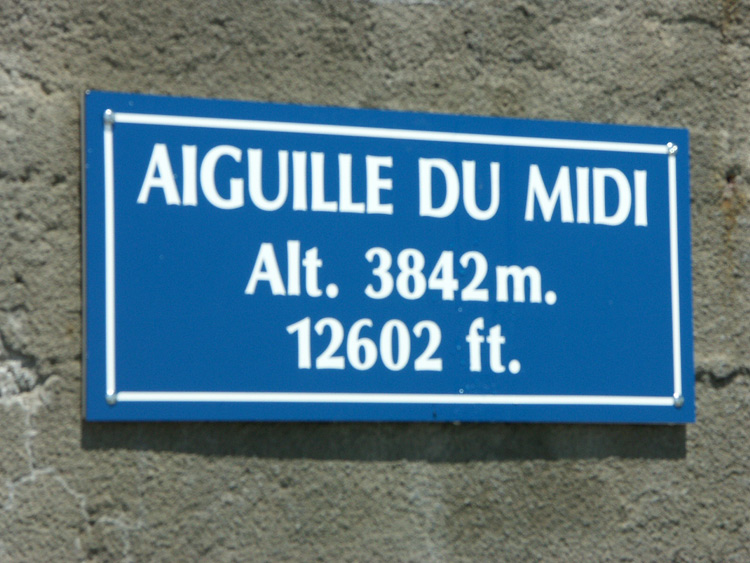 AIGUILLE DU MIDI
Alt. 3842m.
12602 ft.